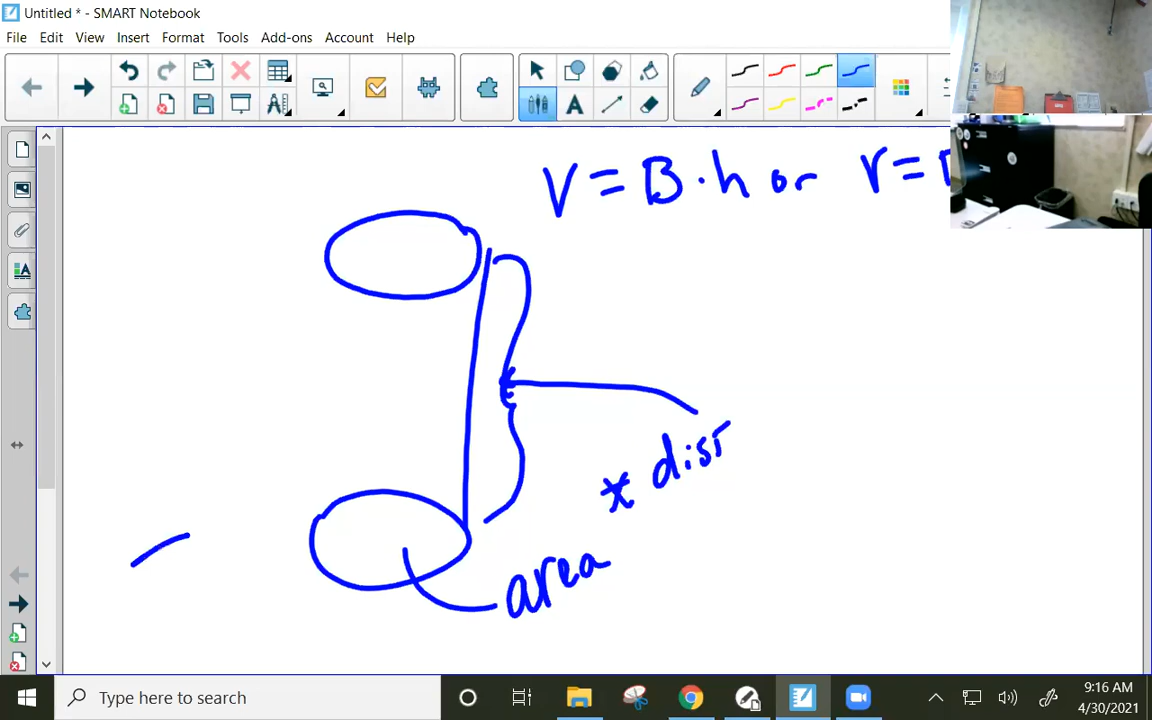 Untitled * - SMART Notebook
File Edit View Insert Format Tools Add-ons Account Help
V = B · h or V =
* dist
area
Type here to search
9:16 AM
4/30/2021